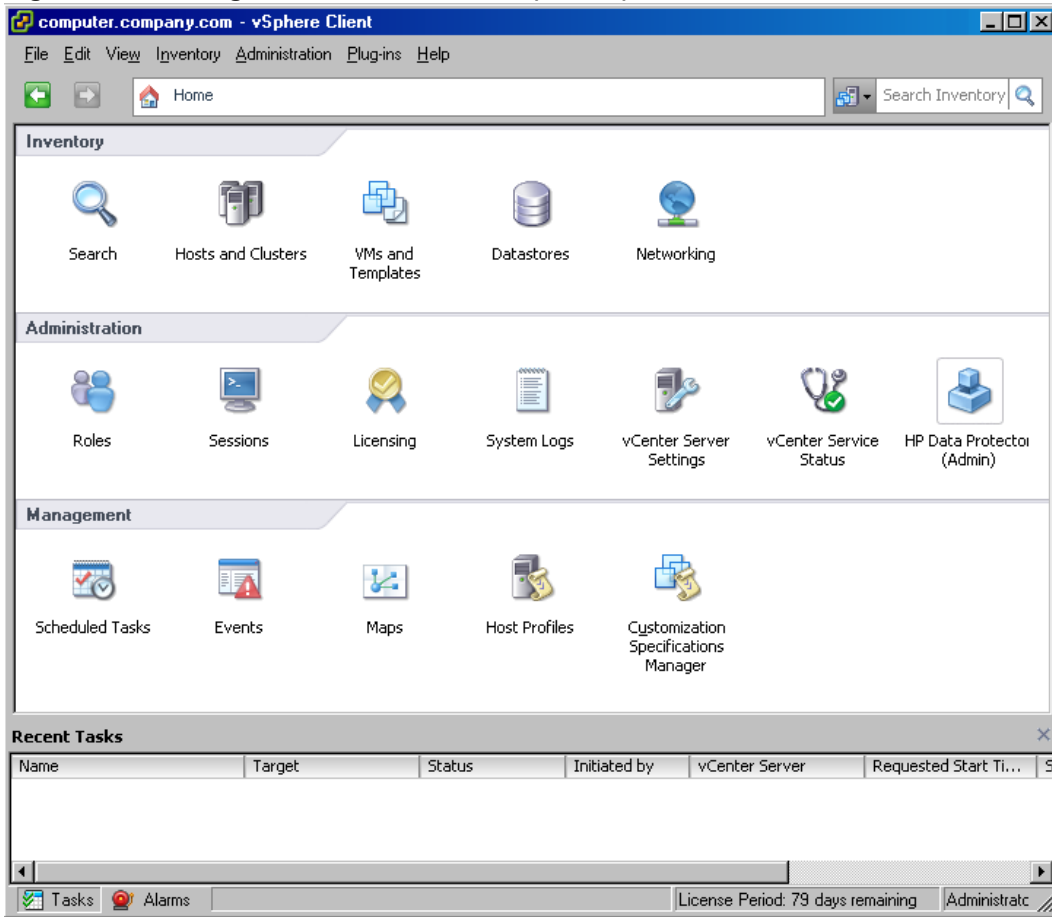 computer.company.com - vSphere Client
File Edit View Inventory Administration Plug-ins Help
Home
Search Inventory
Inventory
Search
Hosts and Clusters
VMs and
Templates
Datastores
Networking
Administration
Roles
Sessions
Licensing
System Logs
vCenter Server
Settings
vCenter Service
Status
HP Data Protector
(Admin)
Management
Scheduled Tasks
Events
Maps
Host Profiles
Customization
Specifications
Manager
Recent Tasks
Name Target Status Initiated by vCenter Server Requested Start Ti... S
Tasks Alarms License Period: 79 days remaining Administratc